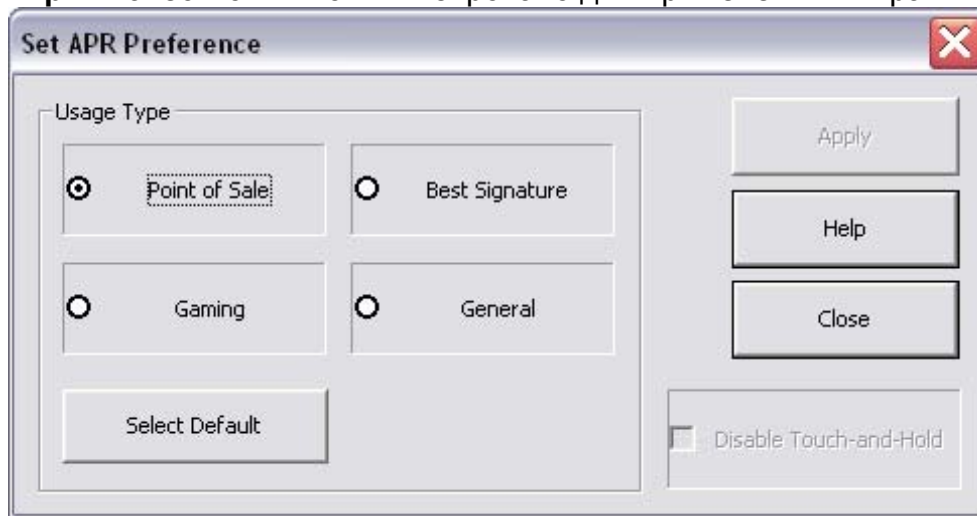 Set APR Preference
Usage Type
Point of Sale
Best Signature
Gaming
General
Select Default
Apply
Help
Close
Disable Touch-and-Hold